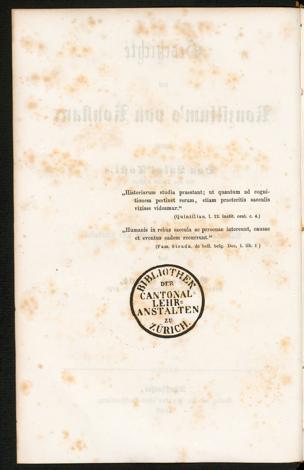 „Historiarum studia praestant; ut quantum ad cogni-
tionem pertinet rerum, etiam praeteritis saeculis
vixisse videamur.“
(Quintilian. l. 12. instit. orat. c. 4.)
„Humanis in rebus saecula ac personae intereunt, causae
et eventus eadem recurrunt.“
(Fam. Strada. de bell. belg. Dec. 1. lib. 1)
BIBLIOTHEK
DER
CANTONAL-
LEHR-
ANSTALTEN
ZU
ZÜRICH.